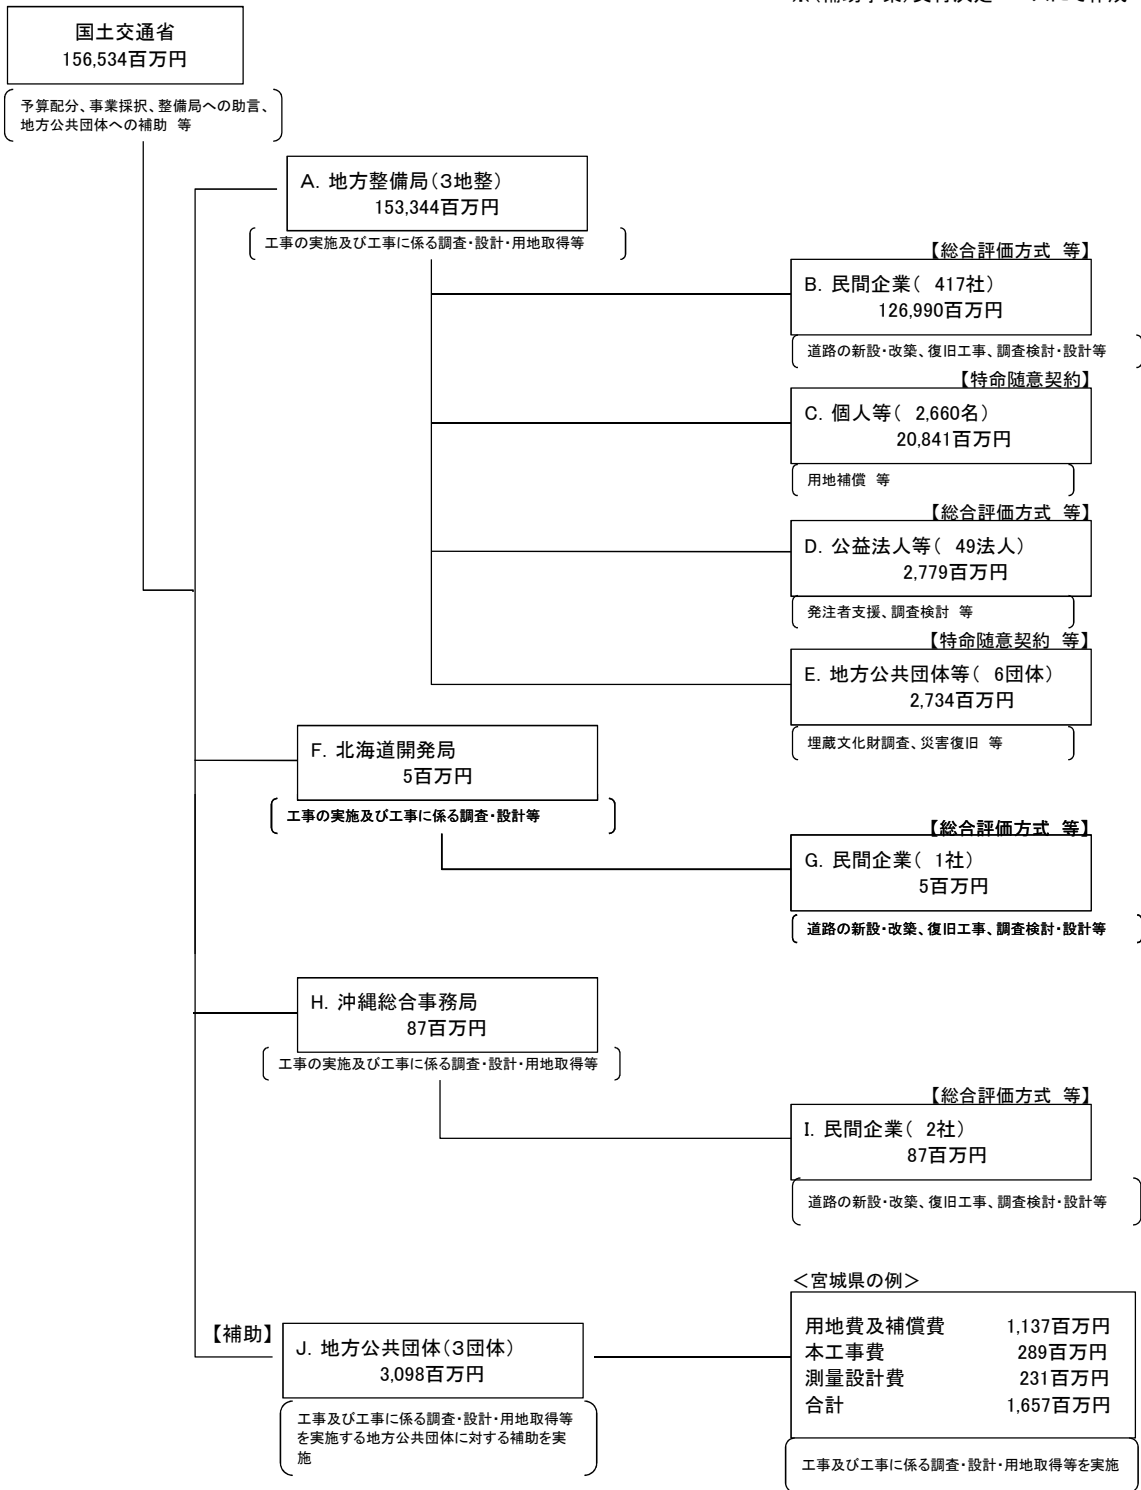 国土交通省
156,534百万円
予算配分、事業採択、整備局への助言、
地方公共団体への補助　等
A. 地方整備局(3地整)
153,344百万円
工事の実施及び工事に係る調査・設計・用地取得等
【総合評価方式　等】
B. 民間企業(　417社)
126,990百万円
道路の新設・改築、復旧工事、調査検討・設計等
【特命随意契約】
C. 個人等(　2,660名)
20,841百万円
用地補償　等
【総合評価方式　等】
D. 公益法人等(　49法人)
2,779百万円
発注者支援、調査検討　等
【特命随意契約　等】
E. 地方公共団体等(　6団体)
2,734百万円
埋蔵文化財調査、災害復旧　等
F. 北海道開発局
5百万円
工事の実施及び工事に係る調査・設計等
【総合評価方式　等】
G. 民間企業(　1社)
5百万円
道路の新設・改築、復旧工事、調査検討・設計等
H. 沖縄総合事務局
87百万円
工事の実施及び工事に係る調査・設計・用地取得等
【総合評価方式　等】
I. 民間企業(　2社)
87百万円
道路の新設・改築、復旧工事、調査検討・設計等
【補助】
J. 地方公共団体(3団体)
3,098百万円
工事及び工事に係る調査・設計・用地取得等
を実施する地方公共団体に対する補助を実
施
＜宮城県の例＞
用地費及補償費　1,137百万円
本工事費　289百万円
測量設計費　231百万円
合計　1,657百万円
工事及び工事に係る調査・設計・用地取得等を実施